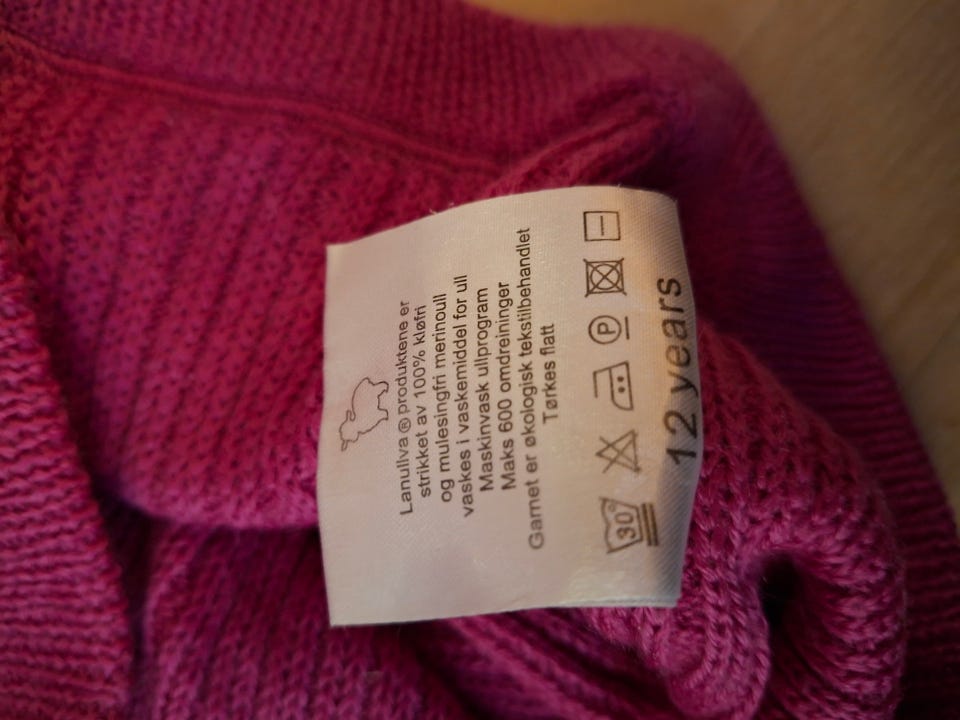 Lanullva ® produktene er
strikket av 100% kløfri
og mulesingfri merinoull
vaskes i vaskemiddel for ull
Maskinvask ullprogram
Maks 600 omdreininger
Garnet er økologisk tekstilbehandlet
Tørkes flatt
30° P
12 years